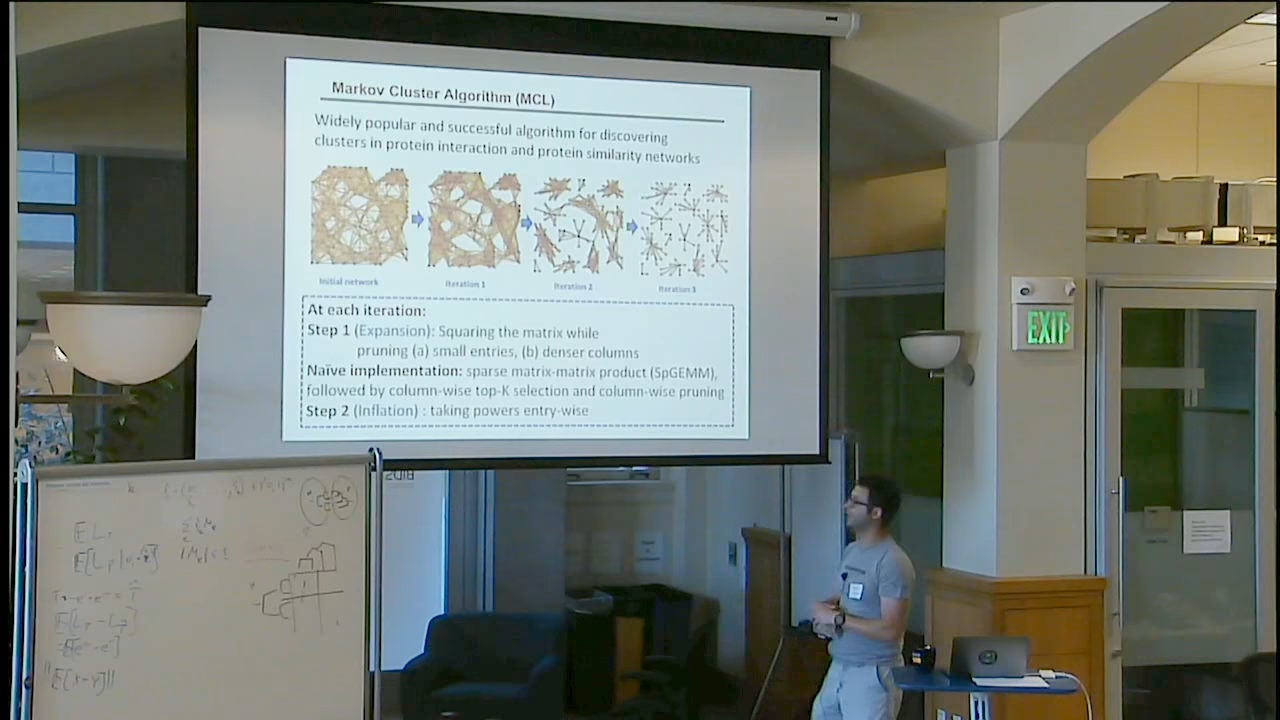 Markov Cluster Algorithm (MCL)
Widely popular and successful algorithm for discovering
clusters in protein interaction and protein similarity networks
Initial network
Iteration 1
Iteration 2
Iteration 3
At each iteration:
Step 1 (Expansion): Squaring the matrix while
pruning (a) small entries, (b) denser columns
Naïve implementation: sparse matrix-matrix product (SpGEMM),
followed by column-wise top-K selection and column-wise pruning
Step 2 (Inflation) : taking powers entry-wise
EXIT